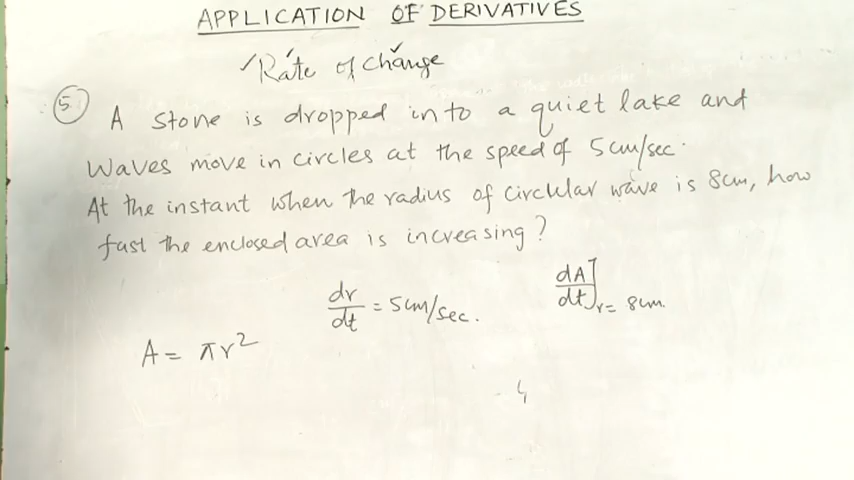 APPLICATION OF DERIVATIVES
Rate of change
5 A stone is dropped into a quiet lake and
waves move in circles at the speed of 5cm/sec.
At the instant when the radius of circular wave is 8cm, how
fast the enclosed area is increasing?
dr/dt = 5cm/sec. dA/dt]r= 8cm.
A = πr²